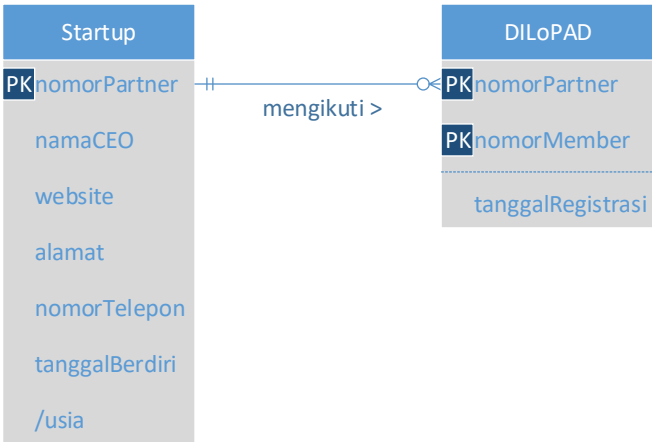 Startup
PK nomorPartner
namaCEO
website
alamat
nomorTelepon
tanggalBerdiri
/usia
mengikuti >
DILoPAD
PK nomorPartner
PK nomorMember
tanggalRegistrasi